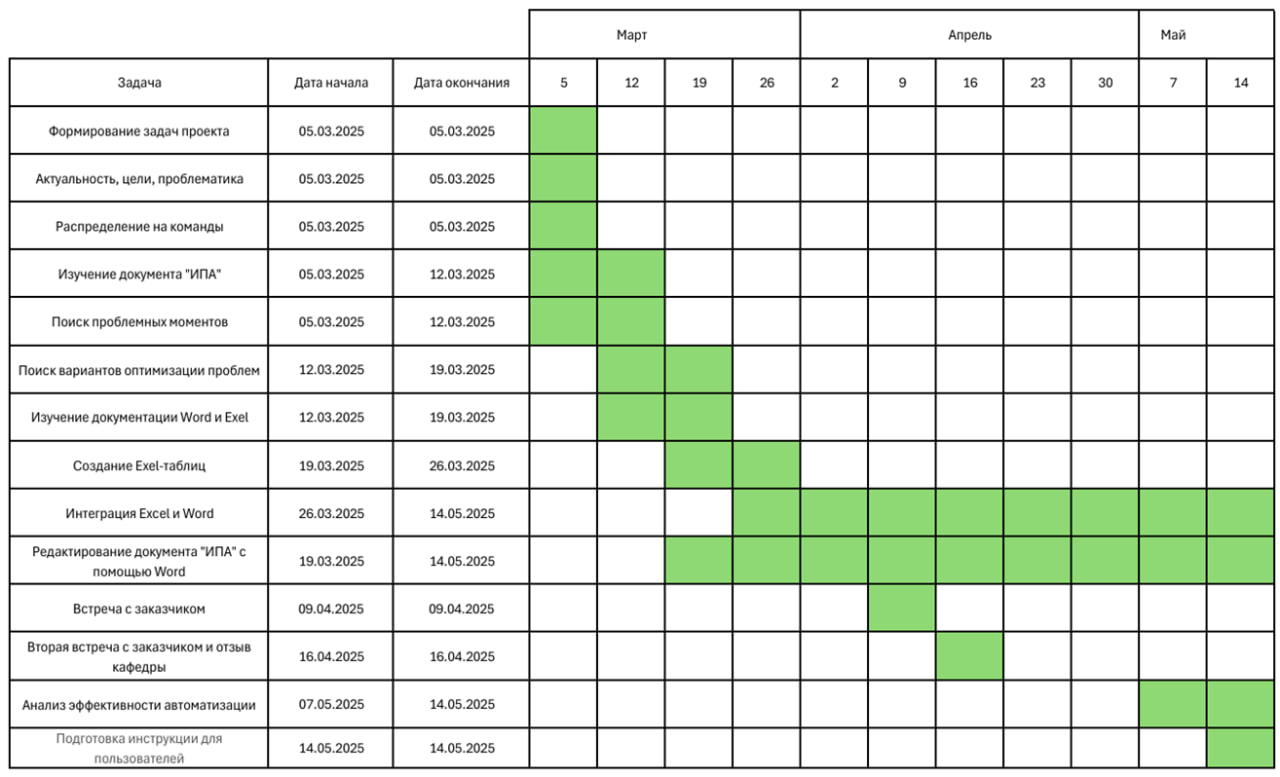 Март Апрель Май
Задача Дата начала Дата окончания 5 12 19 26 2 9 16 23 30 7 14
Формирование задач проекта 05.03.2025 05.03.2025
Актуальность, цели, проблематика 05.03.2025 05.03.2025
Распределение на команды 05.03.2025 05.03.2025
Изучение документа "ИПА" 05.03.2025 12.03.2025
Поиск проблемных моментов 05.03.2025 12.03.2025
Поиск вариантов оптимизации проблем 12.03.2025 19.03.2025
Изучение документации Word и Exel 12.03.2025 19.03.2025
Создание Exel-таблиц 19.03.2025 26.03.2025
Интеграция Excel и Word 26.03.2025 14.05.2025
Редактирование документа "ИПА" с
помощью Word 19.03.2025 14.05.2025
Встреча с заказчиком 09.04.2025 09.04.2025
Вторая встреча с заказчиком и отзыв
кафедры 16.04.2025 16.04.2025
Анализ эффективности автоматизации 07.05.2025 14.05.2025
Подготовка инструкции для
пользователей 14.05.2025 14.05.2025